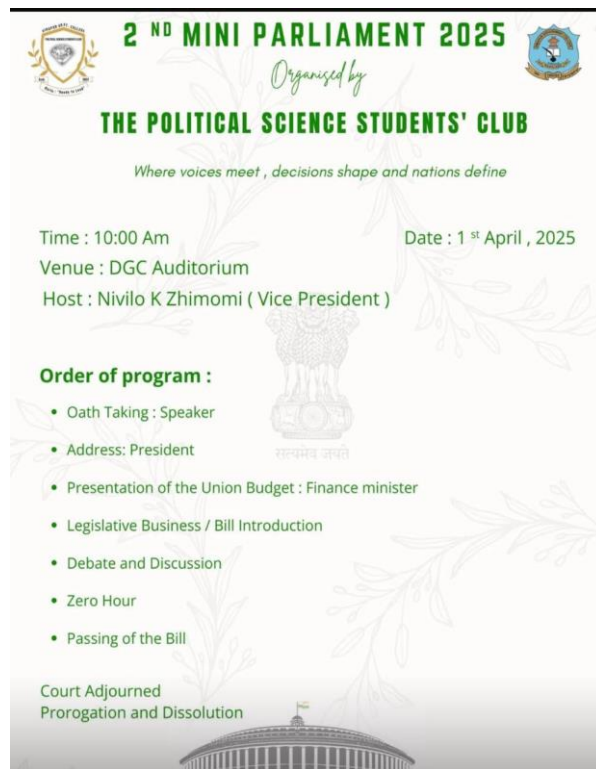 2 ND MINI PARLIAMENT 2025
Organised by
THE POLITICAL SCIENCE STUDENTS' CLUB
Where voices meet , decisions shape and nations define
Time : 10:00 Am
Date : 1 st April , 2025
Venue : DGC Auditorium
Host : Nivilo K Zhimomi ( Vice President )
Order of program :
• Oath Taking : Speaker
• Address: President
• Presentation of the Union Budget : Finance minister
• Legislative Business / Bill Introduction
• Debate and Discussion
• Zero Hour
• Passing of the Bill
सत्यमेव जयते
Court Adjourned
Prorogation and Dissolution